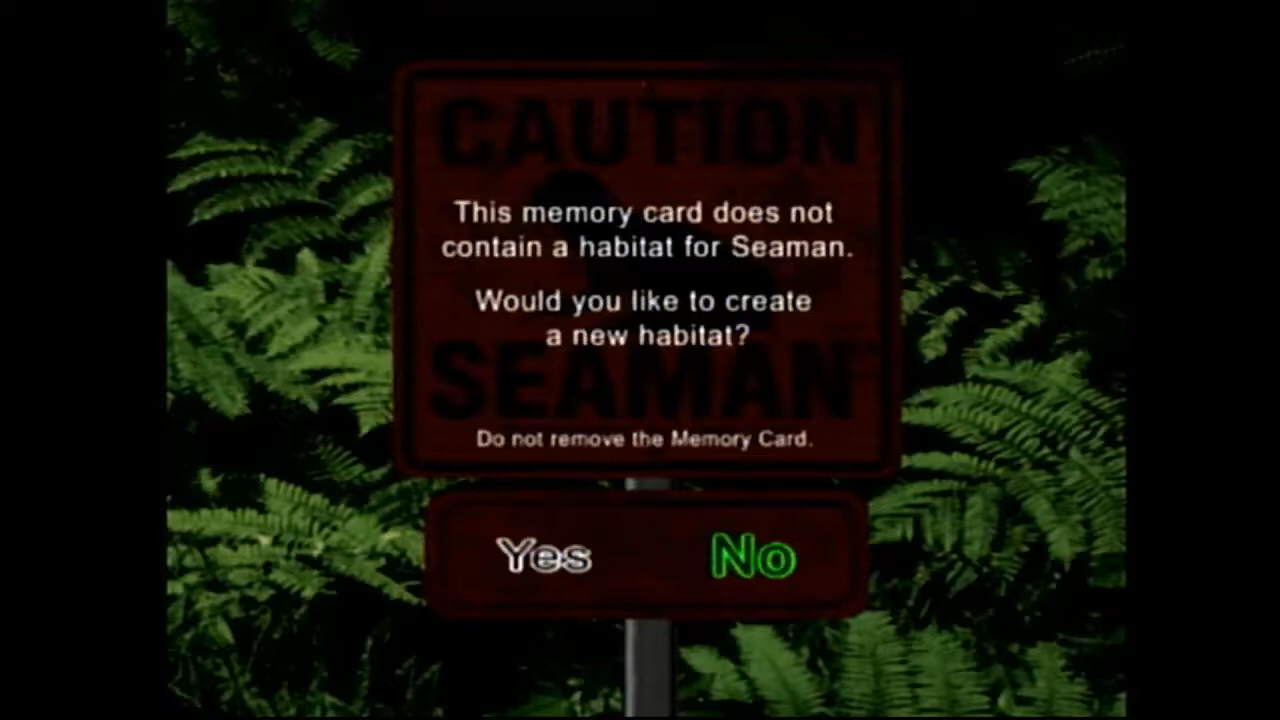 CAUTION
This memory card does not
contain a habitat for Seaman.
Would you like to create
a new habitat?
SEAMAN
Do not remove the Memory Card.
Yes No